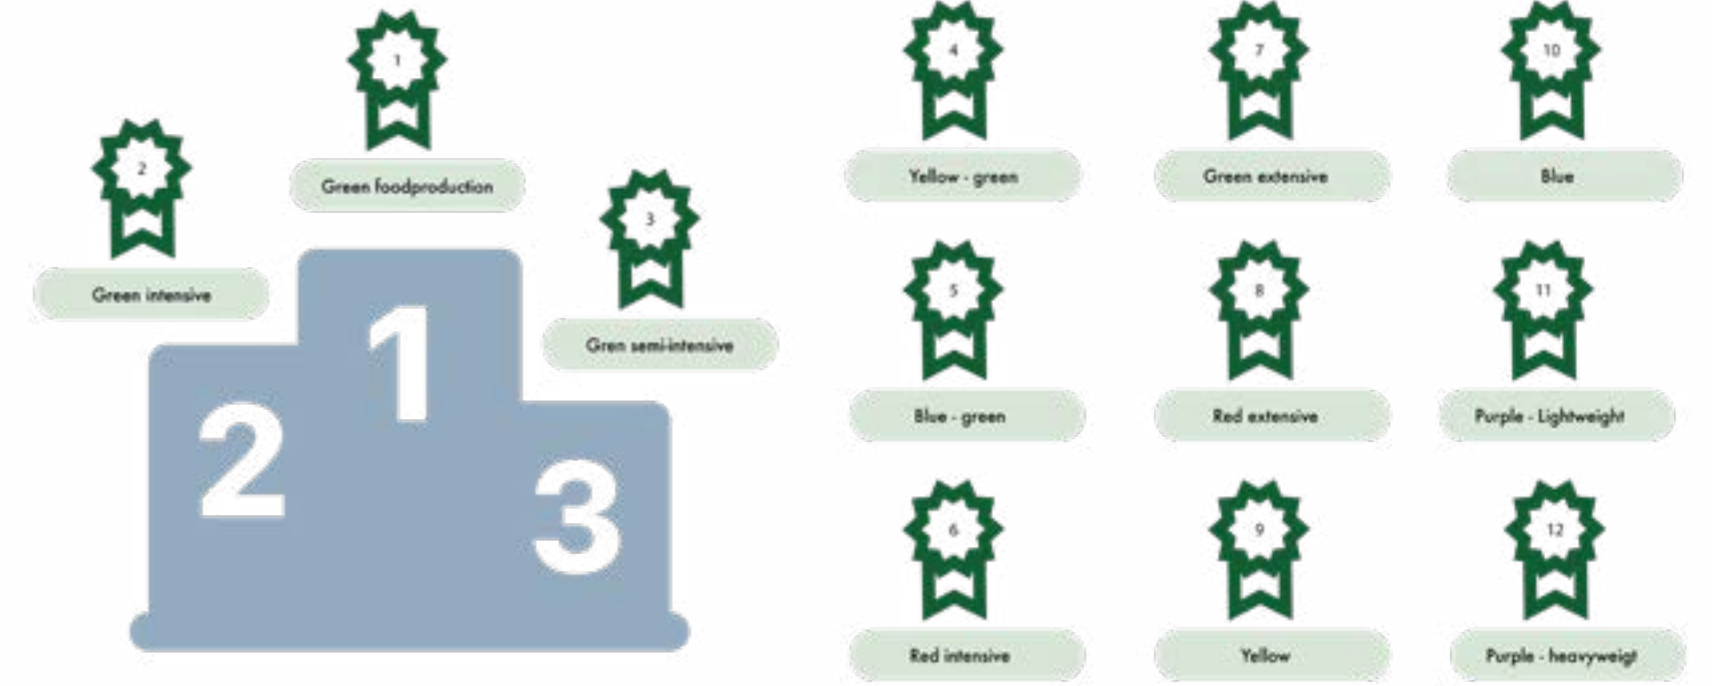 1
Green foodproduction
2
Green intensive
3
Gren semi-intensive
1
2
3
4
Yellow - green
5
Blue - green
6
Red intensive
7
Green extensive
8
Red extensive
9
Yellow
10
Blue
11
Purple - Lightweight
12
Purple - heavyweigt